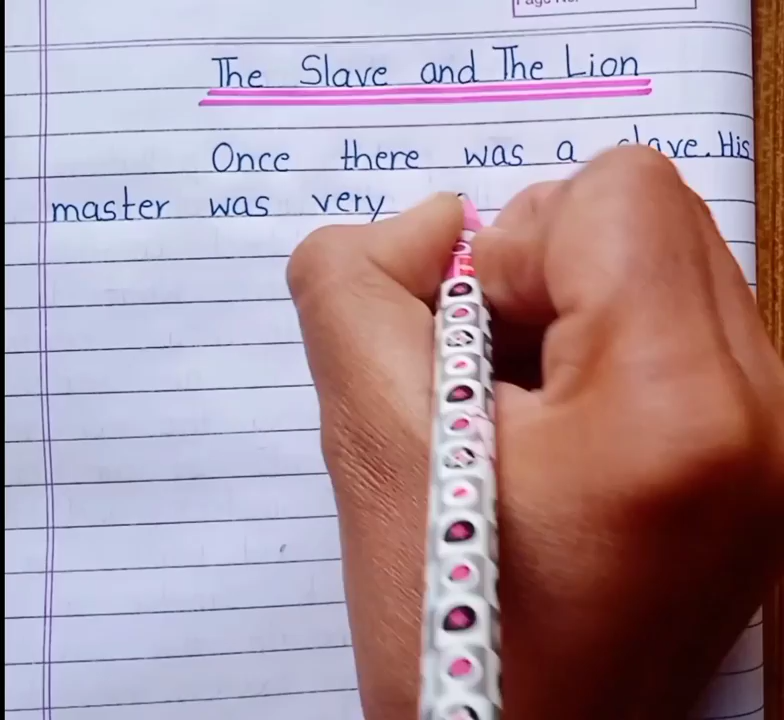 The Slave and The Lion
Once there was a slave. His
master was very